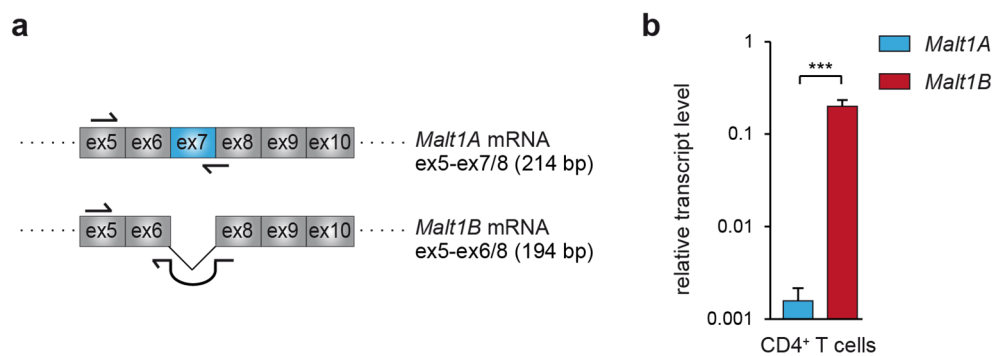 a
ex5 ex6 ex7 ex8 ex9 ex10
Malt1A mRNA
ex5-ex7/8 (214 bp)
ex5 ex6 ex8 ex9 ex10
Malt1B mRNA
ex5-ex6/8 (194 bp)
b
relative transcript level
1
0.1
0.01
0.001
***
CD4⁺ T cells
Malt1A
Malt1B